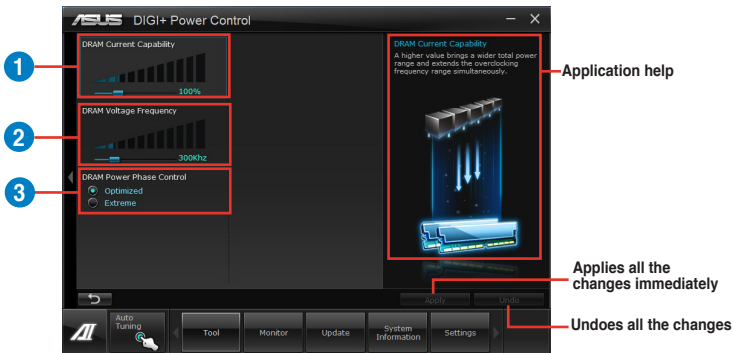 ASUS DIGI+ Power Control
1
DRAM Current Capability
100%
2
DRAM Voltage Frequency
300Khz
3
DRAM Power Phase Control
Optimized
Extreme
DRAM Current Capability
A higher value brings a wider total power
range and extends the overclocking
frequency range simultaneously.
Application help
Apply
Undo
Applies all the
changes immediately
Undoes all the changes
Auto
Tuning
Tool
Monitor
Update
System
Information
Settings